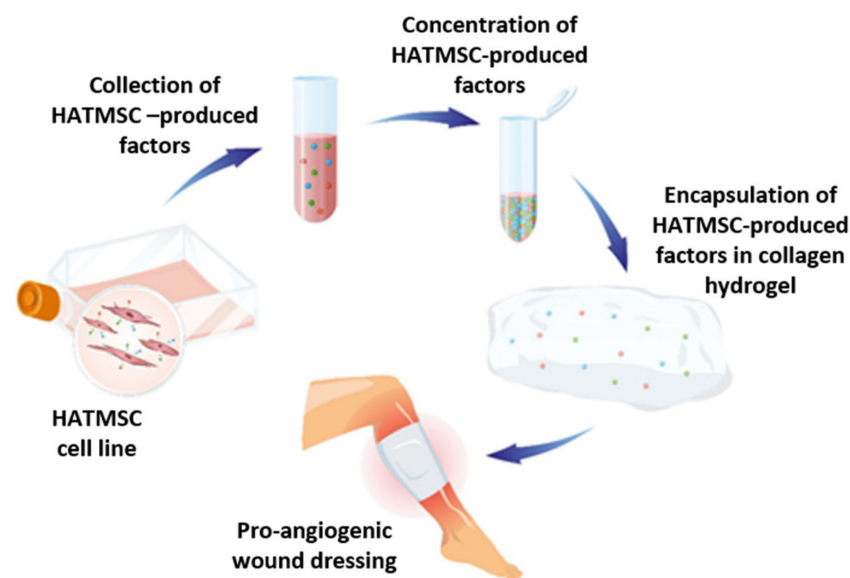 Collection of
HATMSC –produced
factors
Concentration of
HATMSC-produced
factors
Encapsulation of
HATMSC-produced
factors in collagen
hydrogel
HATMSC
cell line
Pro-angiogenic
wound dressing